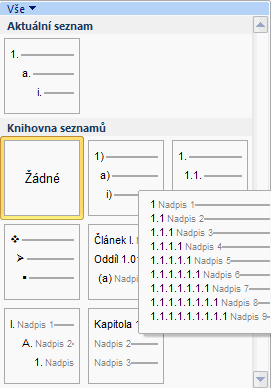 Vše
Aktuální seznam
1.
a.
i.
Knihovna seznamů
Žádné
1)
a)
i)
1.
1.1.
Článek I.
Oddíl 1.0
(a) Nadpi
I. Nadpis 1
A. Nadpis 2
1. Nadpis
Kapitola
Nadpis 2
Nadpis 3
1 Nadpis 1
1.1 Nadpis 2
1.1.1 Nadpis 3
1.1.1.1 Nadpis 4
1.1.1.1.1 Nadpis 5
1.1.1.1.1.1 Nadpis 6
1.1.1.1.1.1.1 Nadpis 7
1.1.1.1.1.1.1.1 Nadpis 8
1.1.1.1.1.1.1.1.1 Nadpis 9